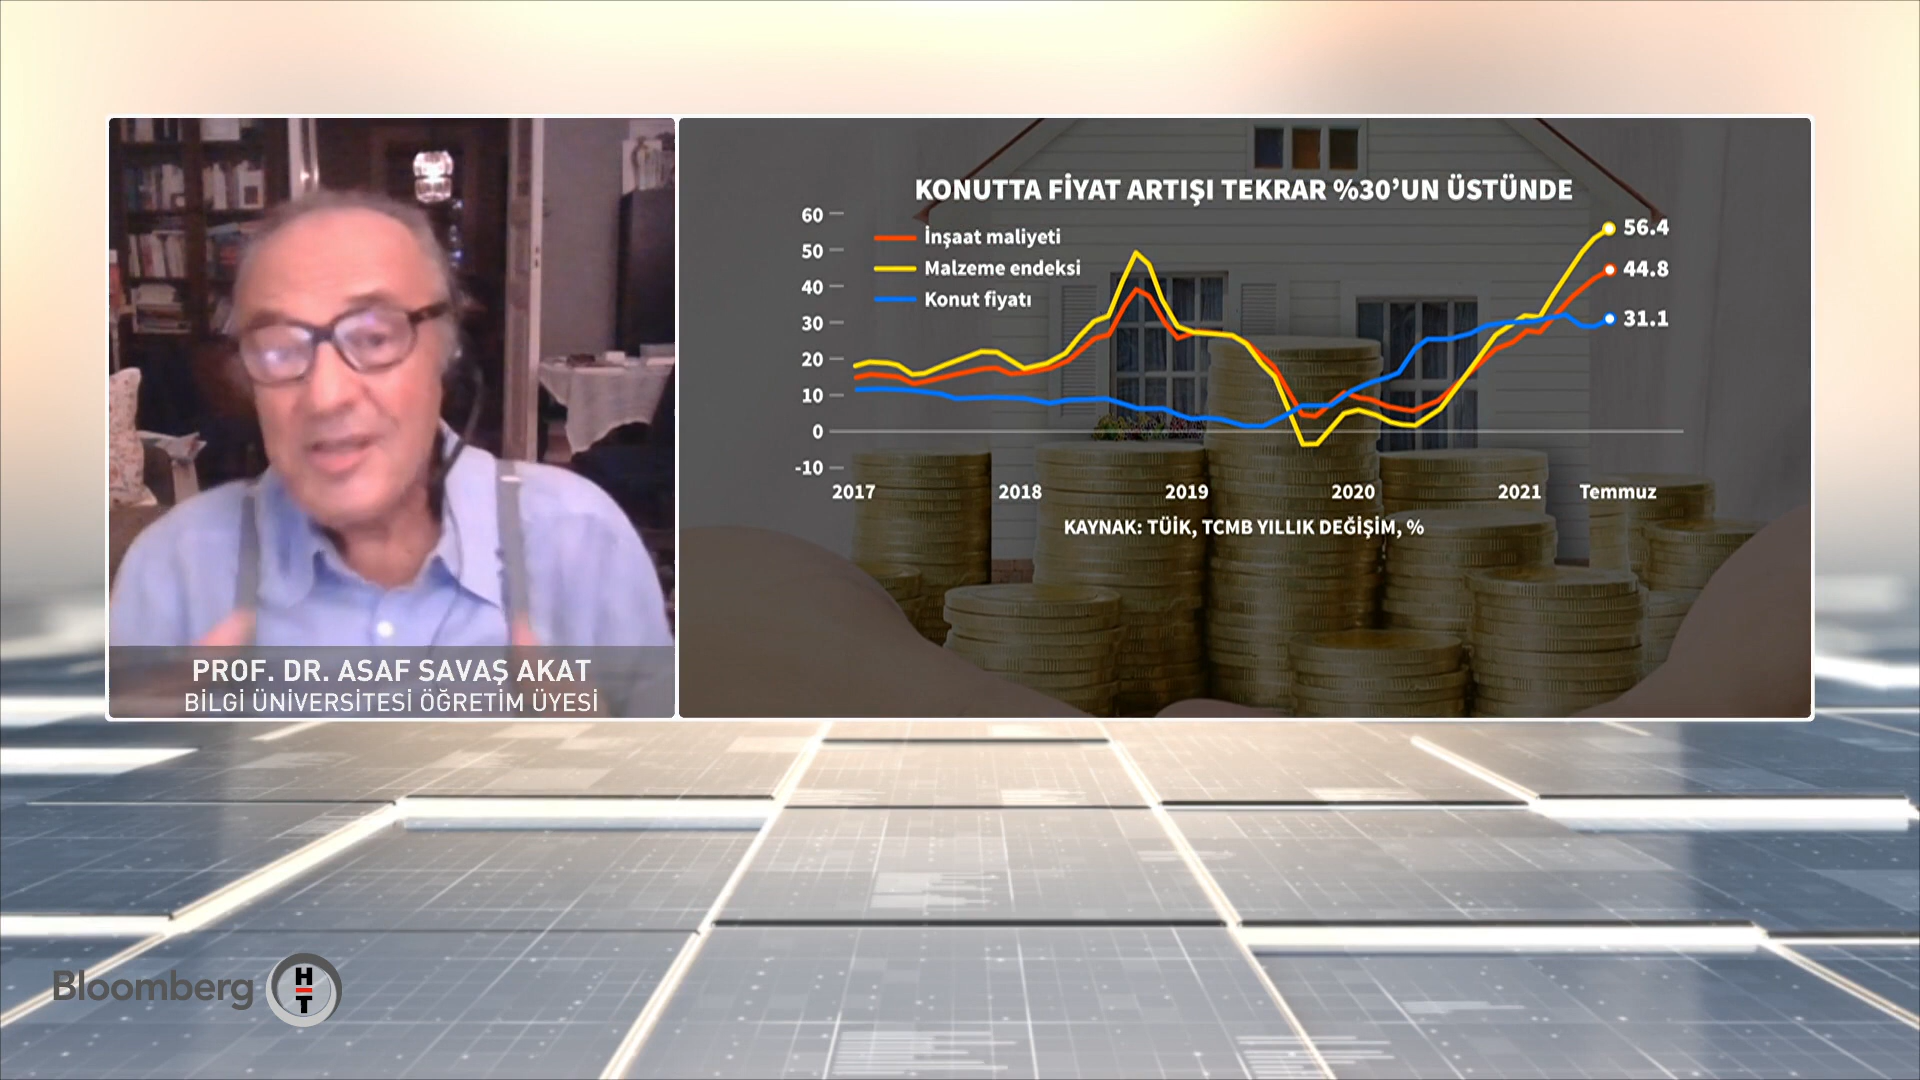 KONUTTA FİYAT ARTIŞI TEKRAR %30’UN ÜSTÜNDE
60
50
40
30
20
10
0
-10
İnşaat maliyeti
Malzeme endeksi
Konut fiyatı
56.4
44.8
31.1
2017 2018 2019 2020 2021 Temmuz
KAYNAK: TÜİK, TCMB YILLIK DEĞİŞİM, %
PROF. DR. ASAF SAVAŞ AKAT
BİLGİ ÜNİVERSİTESİ ÖĞRETİM ÜYESİ
Bloomberg HT